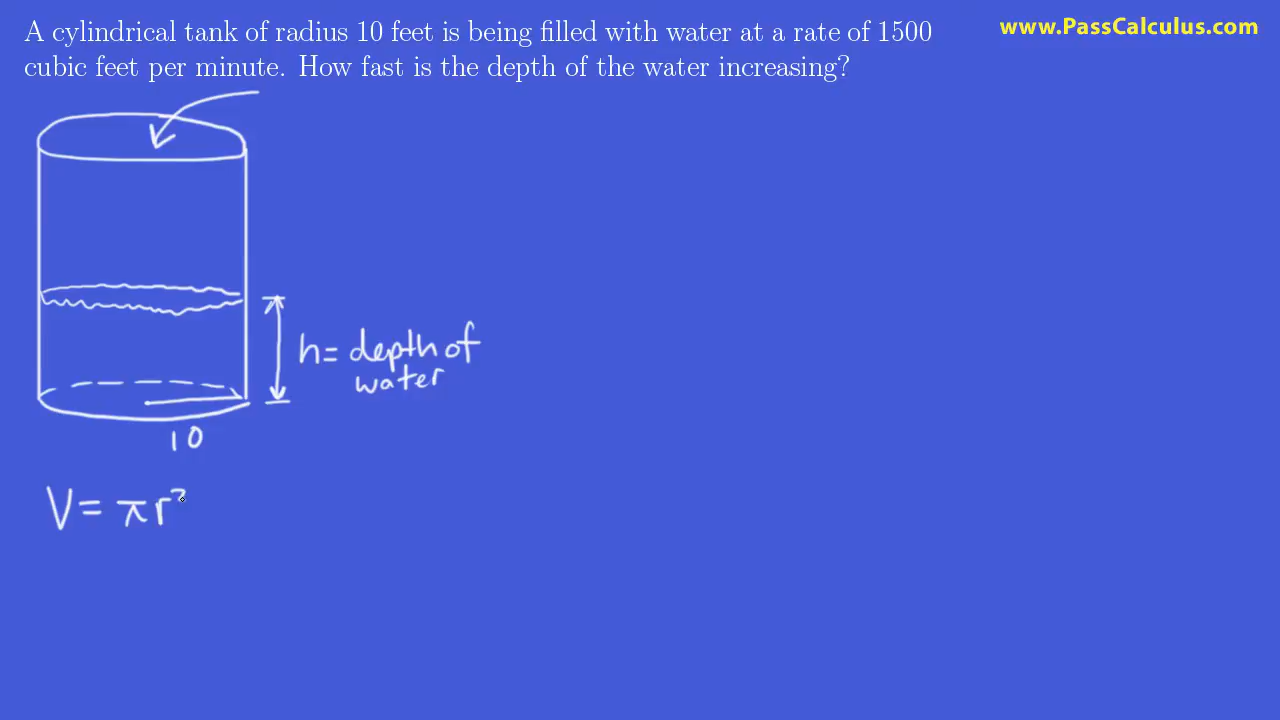 A cylindrical tank of radius 10 feet is being filled with water at a rate of 1500
cubic feet per minute. How fast is the depth of the water increasing?
www.PassCalculus.com
h= depth of
water
10
V= πr²